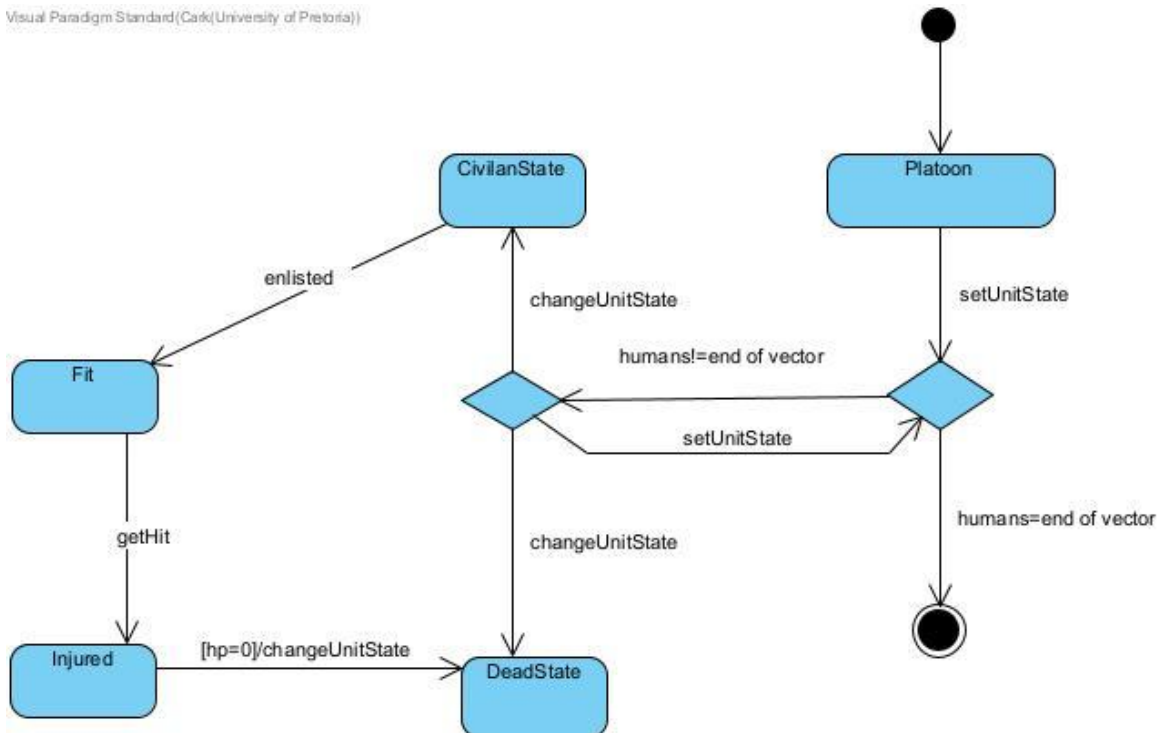 Visual Paradigm Standard(Cark(University of Pretoria))
CivilanState
Platoon
enlisted
changeUnitState
setUnitState
humans!=end of vector
Fit
setUnitState
humans=end of vector
getHit
changeUnitState
[hp=0]/changeUnitState
Injured
DeadState